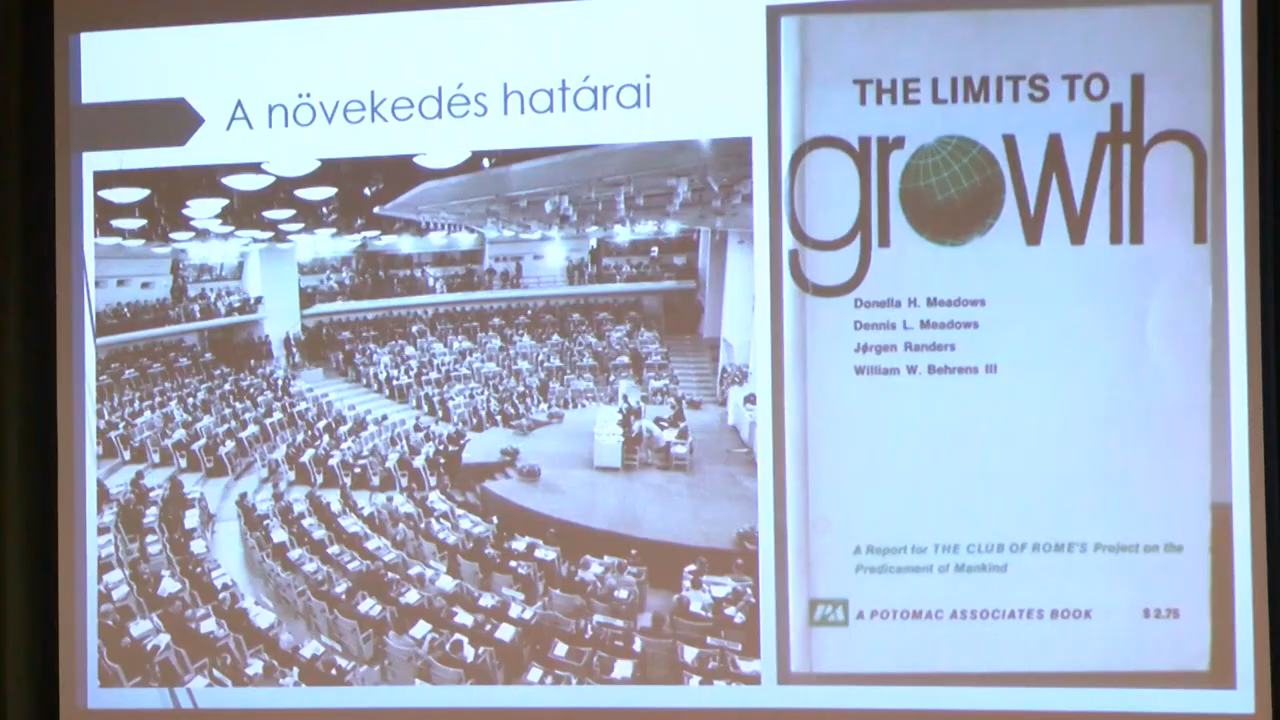 A növekedés határai
THE LIMITS TO
growth
Donella H. Meadows
Dennis L. Meadows
Jørgen Randers
William W. Behrens III
A Report for THE CLUB OF ROME'S Project on the
Predicament of Mankind
A POTOMAC ASSOCIATES BOOK $2.75